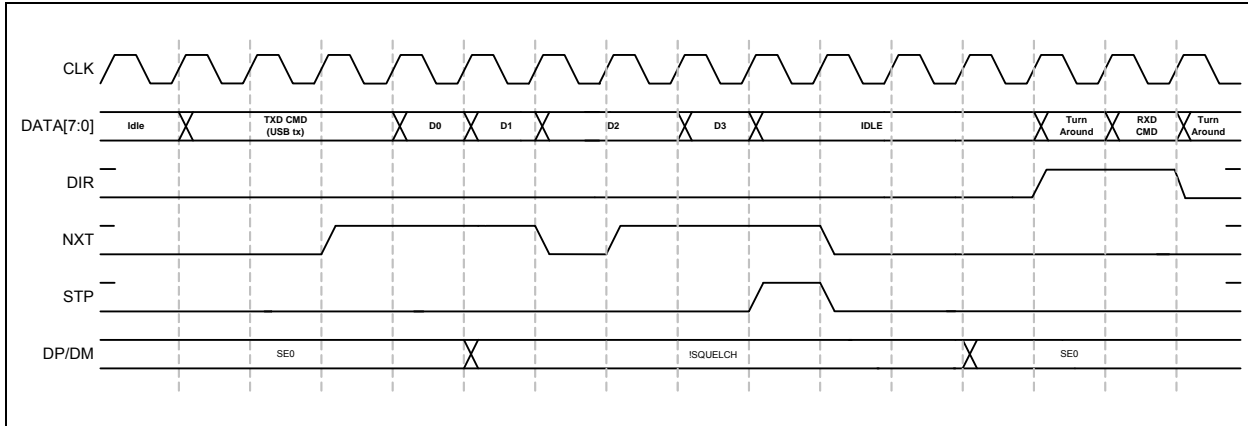 CLK
DATA[7:0] Idle TXD CMD (USB tx) D0 D1 D2 D3 IDLE Turn Around RXD CMD Turn Around
DIR
NXT
STP
DP/DM SE0 !SQUELCH SE0